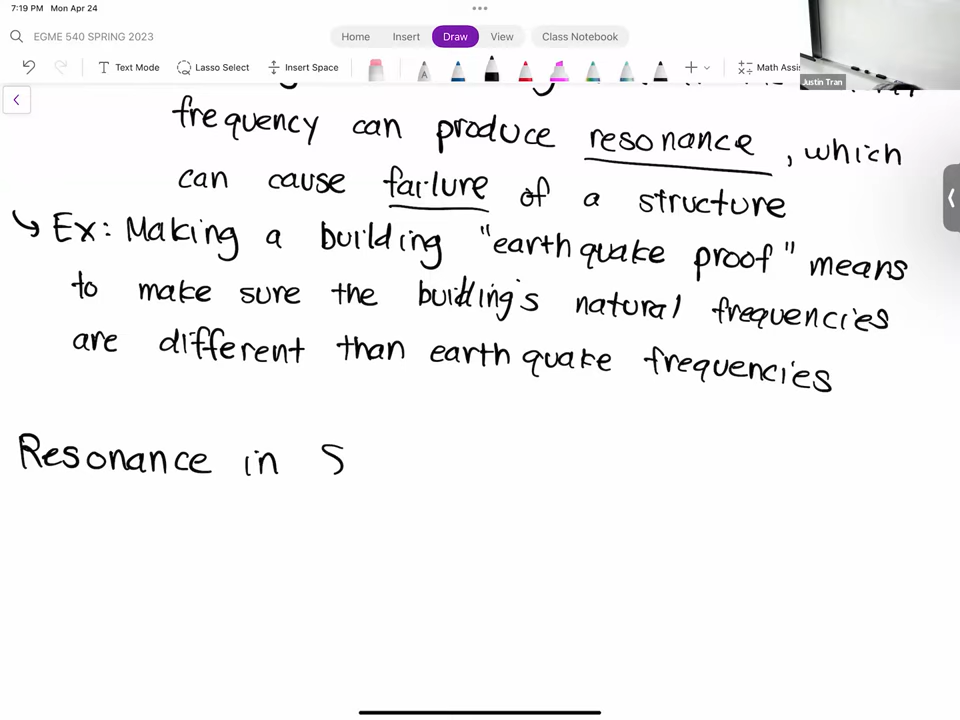 7:19 PM Mon Apr 24
EGME 540 SPRING 2023
Home Insert Draw View Class Notebook
Text Mode Lasso Select Insert Space Math Assis
Justin Tran
frequency can produce resonance, which
can cause failure of a structure
↳ Ex: Making a building "earthquake proof" means
to make sure the building's natural frequencies
are different than earthquake frequencies
Resonance in S